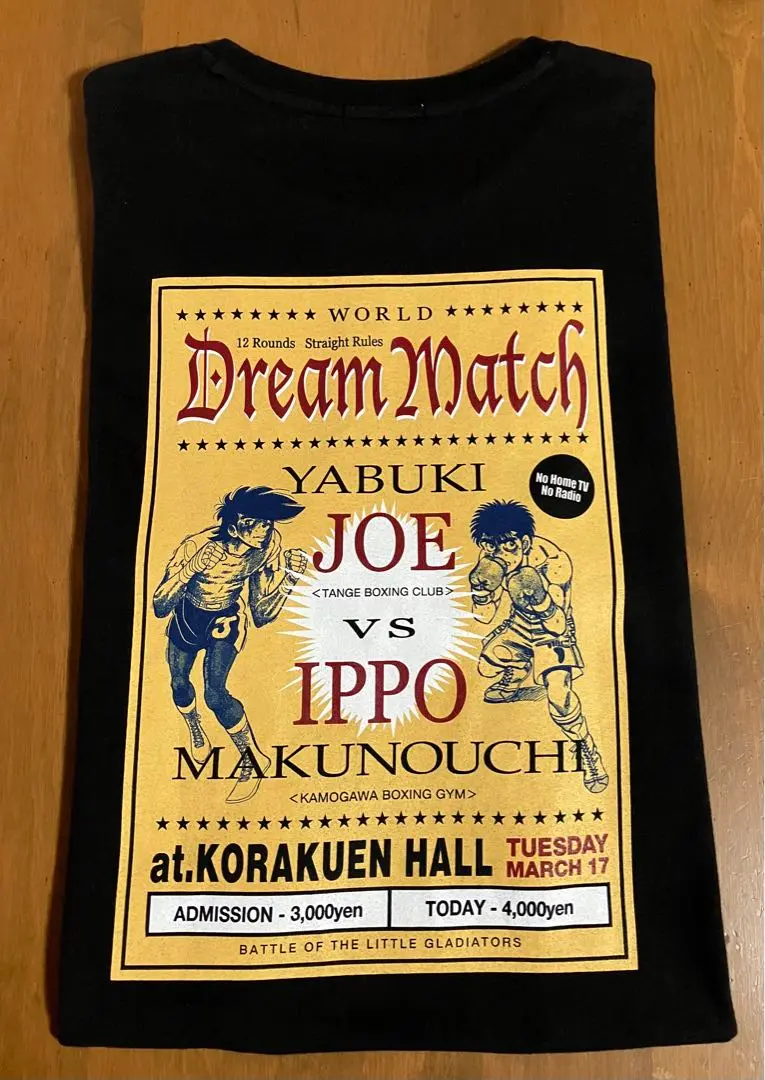 ★★★★★★★★ WORLD ★★★★★★★★
12 Rounds Straight Rules
Dream Match
YABUKI
No Home TV
No Radio
JOE
<TANGE BOXING CLUB>
VS
IPPO
MAKUNOUCHI
<KAMOGAWA BOXING GYM>
at.KORAKUEN HALL
TUESDAY
MARCH 17
ADMISSION - 3,000yen
TODAY - 4,000yen
BATTLE OF THE LITTLE GLADIATORS
J